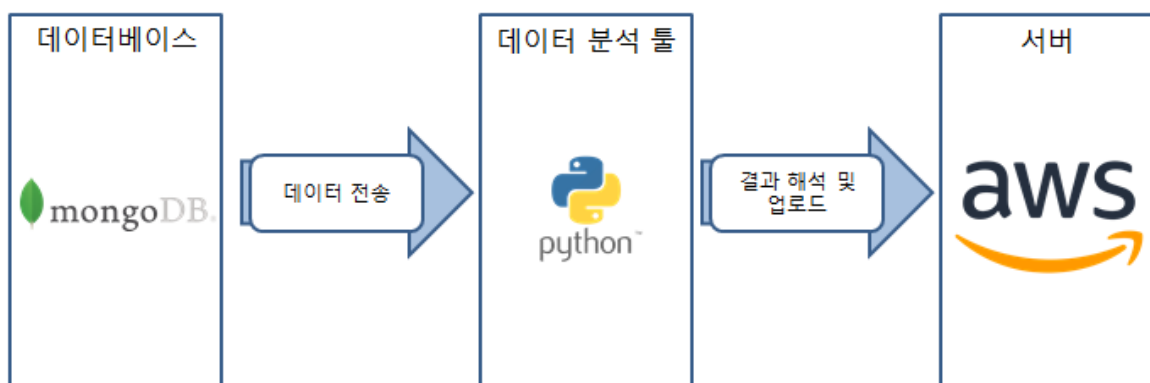 데이터베이스
데이터 분석 툴
서버
mongoDB.
데이터 전송
python™
결과 해석 및
업로드
aws